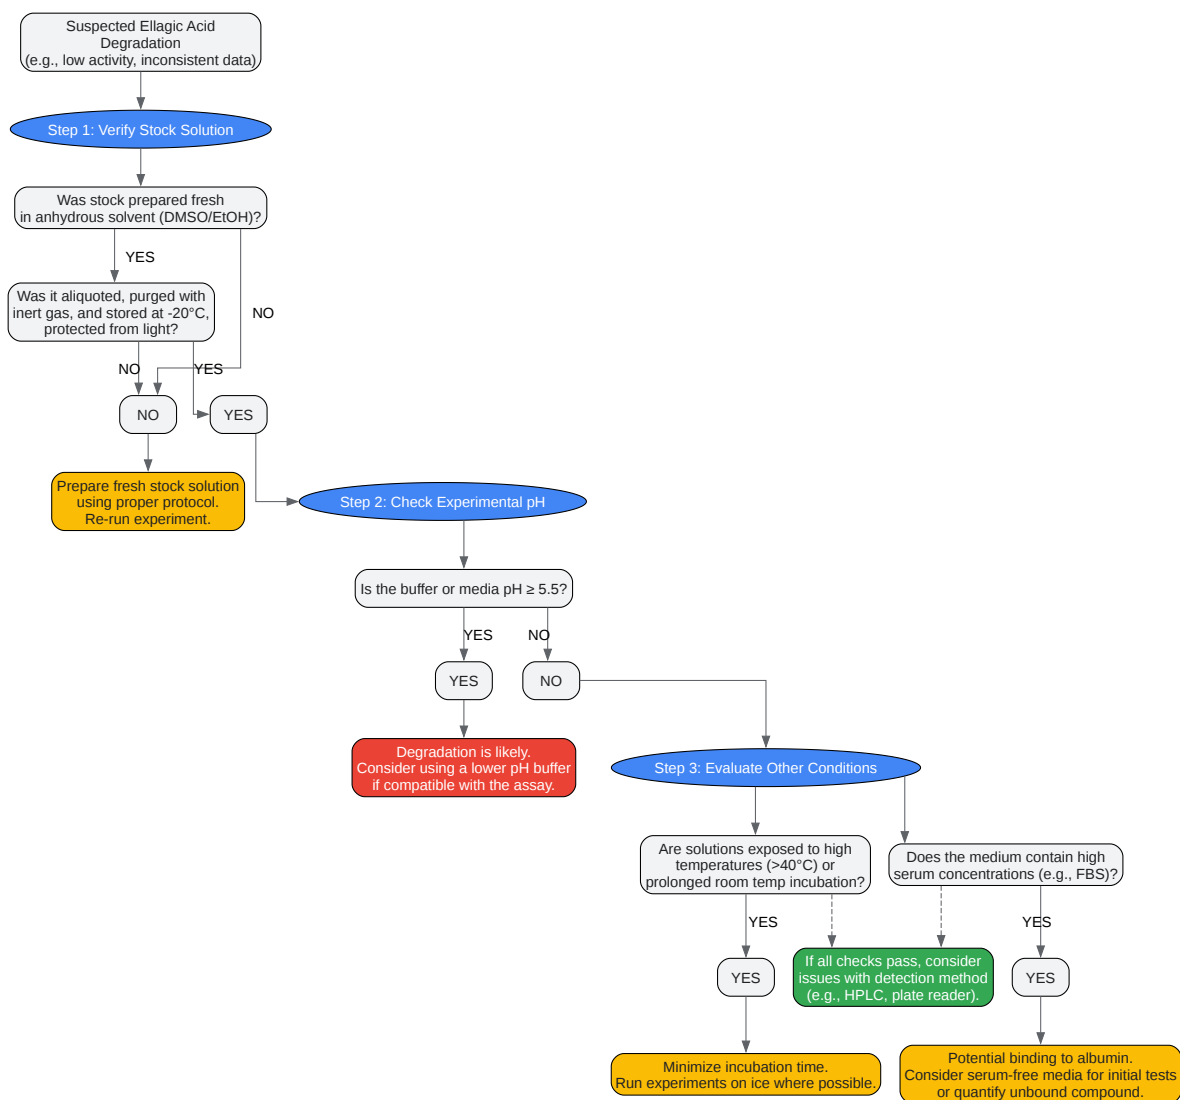 Suspected Ellagic Acid
Degradation
(e.g., low activity, inconsistent data)
Step 1: Verify Stock Solution
Was stock prepared fresh
in anhydrous solvent (DMSO/EtOH)?
YES
Was it aliquoted, purged with
inert gas, and stored at -20°C,
protected from light?
NO
NO
YES
NO
YES
Prepare fresh stock solution
using proper protocol.
Re-run experiment.
Step 2: Check Experimental pH
Is the buffer or media pH ≥ 5.5?
YES
NO
YES
NO
Degradation is likely.
Consider using a lower pH buffer
if compatible with the assay.
Step 3: Evaluate Other Conditions
Are solutions exposed to high
temperatures (>40°C) or
prolonged room temp incubation?
Does the medium contain high
serum concentrations (e.g., FBS)?
YES
YES
YES
If all checks pass, consider
issues with detection method
(e.g., HPLC, plate reader).
YES
Minimize incubation time.
Run experiments on ice where possible.
Potential binding to albumin.
Consider serum-free media for initial tests
or quantify unbound compound.